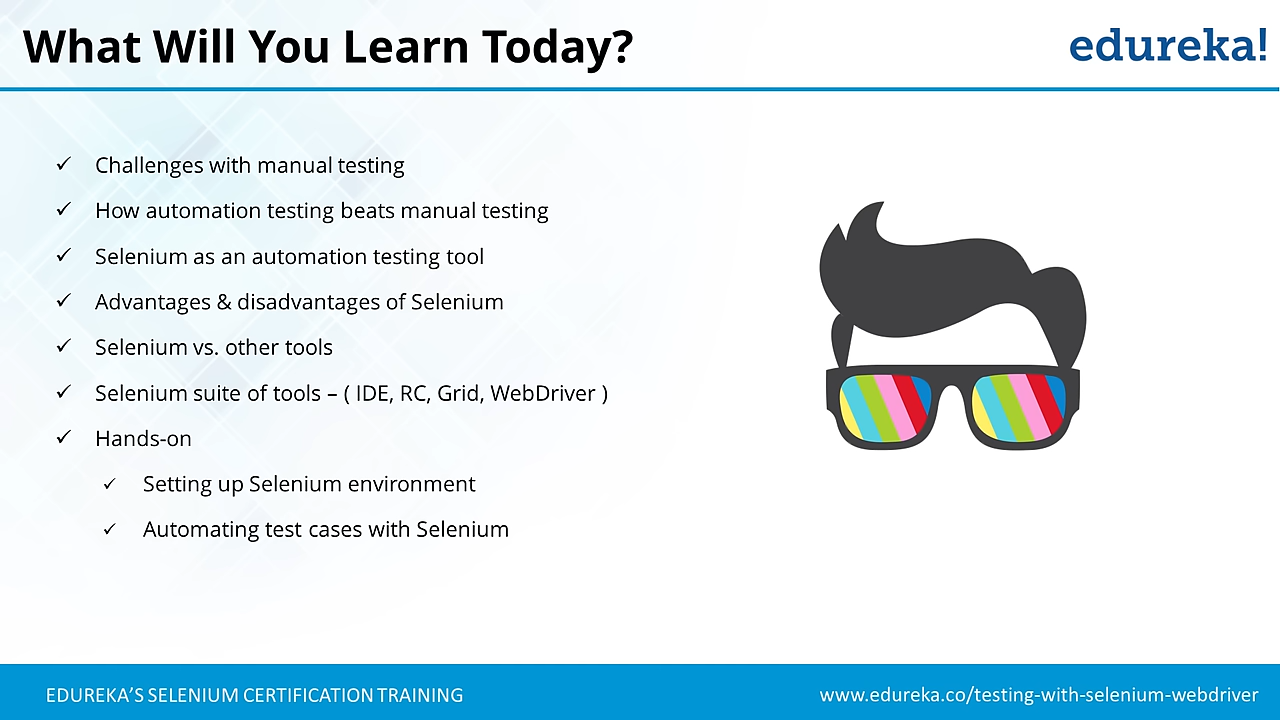 What Will You Learn Today?
edureka!
✓ Challenges with manual testing
✓ How automation testing beats manual testing
✓ Selenium as an automation testing tool
✓ Advantages & disadvantages of Selenium
✓ Selenium vs. other tools
✓ Selenium suite of tools – ( IDE, RC, Grid, WebDriver )
✓ Hands-on
✓ Setting up Selenium environment
✓ Automating test cases with Selenium
EDUREKA’S SELENIUM CERTIFICATION TRAINING
www.edureka.co/testing-with-selenium-webdriver